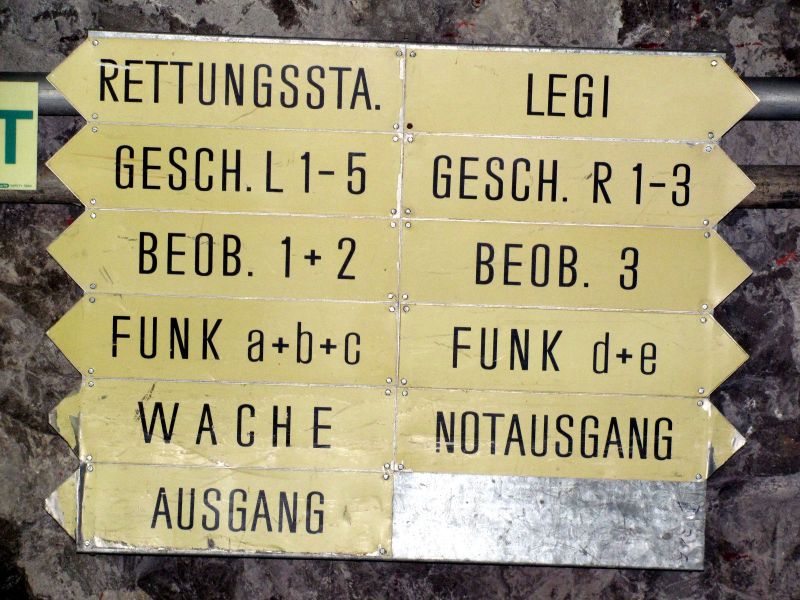 RETTUNGSSTA.
LEGI
GESCH. L 1-5
GESCH. R 1-3
BEOB. 1+2
BEOB. 3
FUNK a+b+c
FUNK d+e
WACHE
NOTAUSGANG
AUSGANG
T